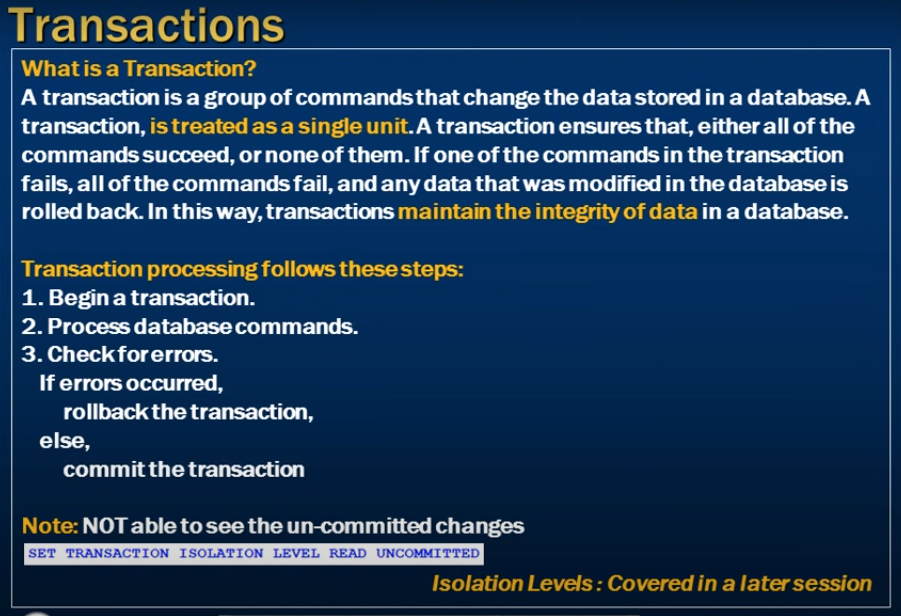 Transactions
What is a Transaction?
A transaction is a group of commands that change the data stored in a database. A
transaction, is treated as a single unit. A transaction ensures that, either all of the
commands succeed, or none of them. If one of the commands in the transaction
fails, all of the commands fail, and any data that was modified in the database is
rolled back. In this way, transactions maintain the integrity of data in a database.
Transaction processing follows these steps:
1. Begin a transaction.
2. Process database commands.
3. Check for errors.
If errors occurred,
rollback the transaction,
else,
commit the transaction
Note: NOT able to see the un-committed changes
SET TRANSACTION ISOLATION LEVEL READ UNCOMMITTED
Isolation Levels : Covered in a later session